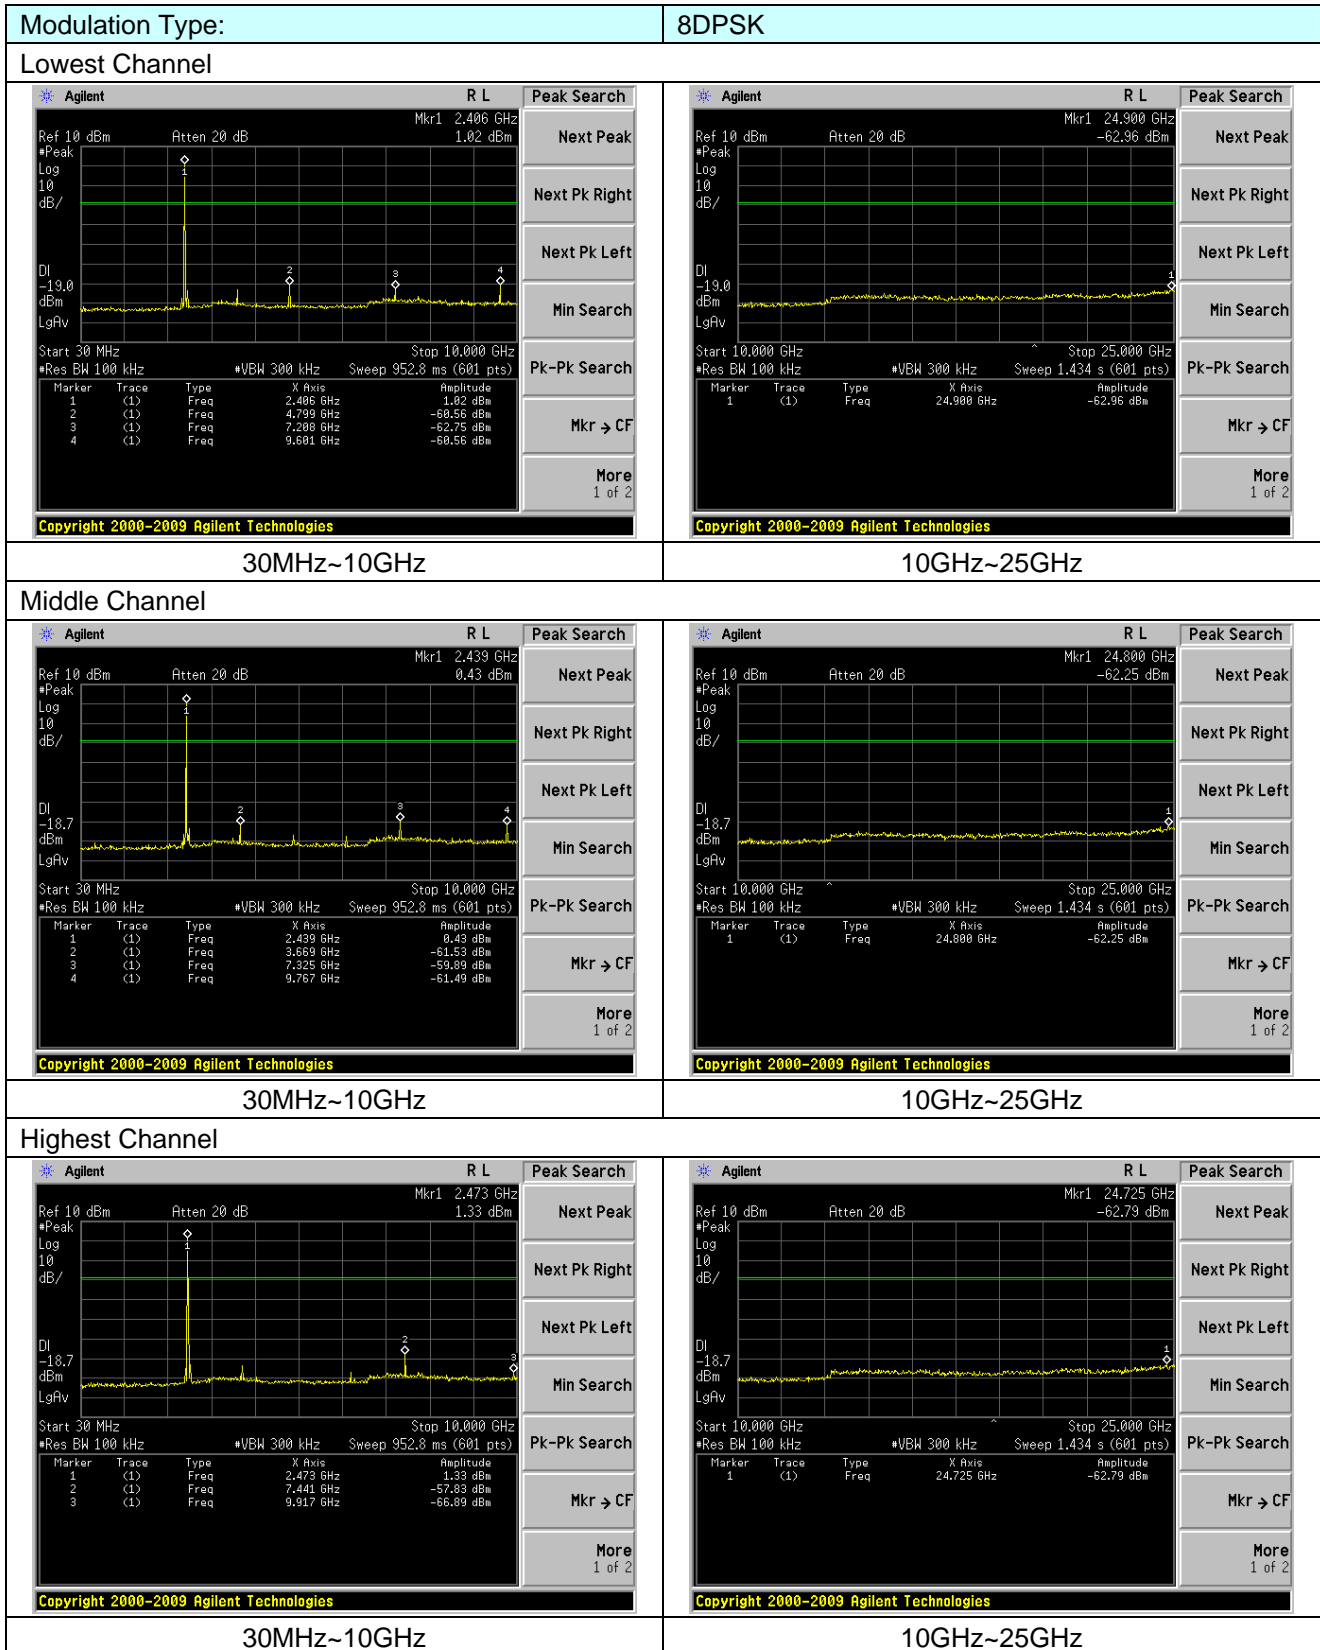 Modulation Type: 8DPSK
Lowest Channel
Agilent R L Peak Search
Mkr1 2.406 GHz
Ref 10 dBm Atten 20 dB 1.02 dBm
#Peak
Log
10
dB/
1
2
3
4
DI
-19.0
dBm
LgAv
Start 30 MHz Stop 10.000 GHz
#Res BW 100 kHz #VBW 300 kHz Sweep 952.8 ms (601 pts)
Marker Trace Type X Axis Amplitude
1 (1) Freq 2.406 GHz 1.02 dBm
2 (1) Freq 4.799 GHz -60.56 dBm
3 (1) Freq 7.208 GHz -62.75 dBm
4 (1) Freq 9.601 GHz -60.56 dBm
Next Peak
Next Pk Right
Next Pk Left
Min Search
Pk-Pk Search
Mkr → CF
More
1 of 2
Copyright 2000-2009 Agilent Technologies
30MHz~10GHz
Agilent R L Peak Search
Mkr1 24.900 GHz
Ref 10 dBm Atten 20 dB -62.96 dBm
#Peak
Log
10
dB/
1
DI
-19.0
dBm
LgAv
Start 10.000 GHz Stop 25.000 GHz
#Res BW 100 kHz #VBW 300 kHz Sweep 1.434 s (601 pts)
Marker Trace Type X Axis Amplitude
1 (1) Freq 24.900 GHz -62.96 dBm
Next Peak
Next Pk Right
Next Pk Left
Min Search
Pk-Pk Search
Mkr → CF
More
1 of 2
Copyright 2000-2009 Agilent Technologies
10GHz~25GHz
Middle Channel
Agilent R L Peak Search
Mkr1 2.439 GHz
Ref 10 dBm Atten 20 dB 0.43 dBm
#Peak
Log
10
dB/
1
2
3
4
DI
-18.7
dBm
LgAv
Start 30 MHz Stop 10.000 GHz
#Res BW 100 kHz #VBW 300 kHz Sweep 952.8 ms (601 pts)
Marker Trace Type X Axis Amplitude
1 (1) Freq 2.439 GHz 0.43 dBm
2 (1) Freq 3.669 GHz -61.53 dBm
3 (1) Freq 7.325 GHz -59.89 dBm
4 (1) Freq 9.767 GHz -61.49 dBm
Next Peak
Next Pk Right
Next Pk Left
Min Search
Pk-Pk Search
Mkr → CF
More
1 of 2
Copyright 2000-2009 Agilent Technologies
30MHz~10GHz
Agilent R L Peak Search
Mkr1 24.800 GHz
Ref 10 dBm Atten 20 dB -62.25 dBm
#Peak
Log
10
dB/
1
DI
-18.7
dBm
LgAv
Start 10.000 GHz Stop 25.000 GHz
#Res BW 100 kHz #VBW 300 kHz Sweep 1.434 s (601 pts)
Marker Trace Type X Axis Amplitude
1 (1) Freq 24.800 GHz -62.25 dBm
Next Peak
Next Pk Right
Next Pk Left
Min Search
Pk-Pk Search
Mkr → CF
More
1 of 2
Copyright 2000-2009 Agilent Technologies
10GHz~25GHz
Highest Channel
Agilent R L Peak Search
Mkr1 2.473 GHz
Ref 10 dBm Atten 20 dB 1.33 dBm
#Peak
Log
10
dB/
1
2
3
DI
-18.7
dBm
LgAv
Start 30 MHz Stop 10.000 GHz
#Res BW 100 kHz #VBW 300 kHz Sweep 952.8 ms (601 pts)
Marker Trace Type X Axis Amplitude
1 (1) Freq 2.473 GHz 1.33 dBm
2 (1) Freq 7.441 GHz -57.83 dBm
3 (1) Freq 9.917 GHz -66.89 dBm
Next Peak
Next Pk Right
Next Pk Left
Min Search
Pk-Pk Search
Mkr → CF
More
1 of 2
Copyright 2000-2009 Agilent Technologies
30MHz~10GHz
Agilent R L Peak Search
Mkr1 24.725 GHz
Ref 10 dBm Atten 20 dB -62.79 dBm
#Peak
Log
10
dB/
1
DI
-18.7
dBm
LgAv
Start 10.000 GHz Stop 25.000 GHz
#Res BW 100 kHz #VBW 300 kHz Sweep 1.434 s (601 pts)
Marker Trace Type X Axis Amplitude
1 (1) Freq 24.725 GHz -62.79 dBm
Next Peak
Next Pk Right
Next Pk Left
Min Search
Pk-Pk Search
Mkr → CF
More
1 of 2
Copyright 2000-2009 Agilent Technologies
10GHz~25GHz